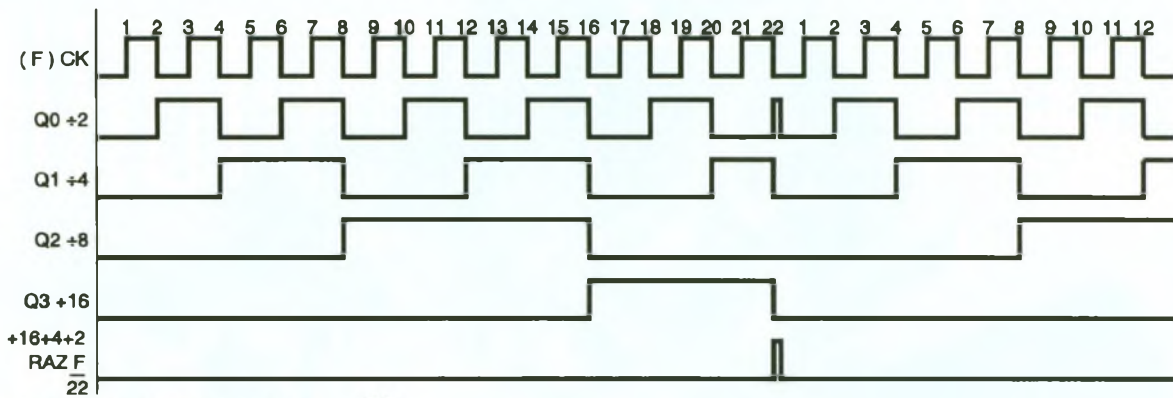 1 2 3 4 5 6 7 8 9 10 11 12 13 14 15 16 17 18 19 20 21 22 1 2 3 4 5 6 7 8 9 10 11 12
(F) CK
Q0 ÷2
Q1 ÷4
Q2 ÷8
Q3 +16
+16+4+2
RAZ F
22